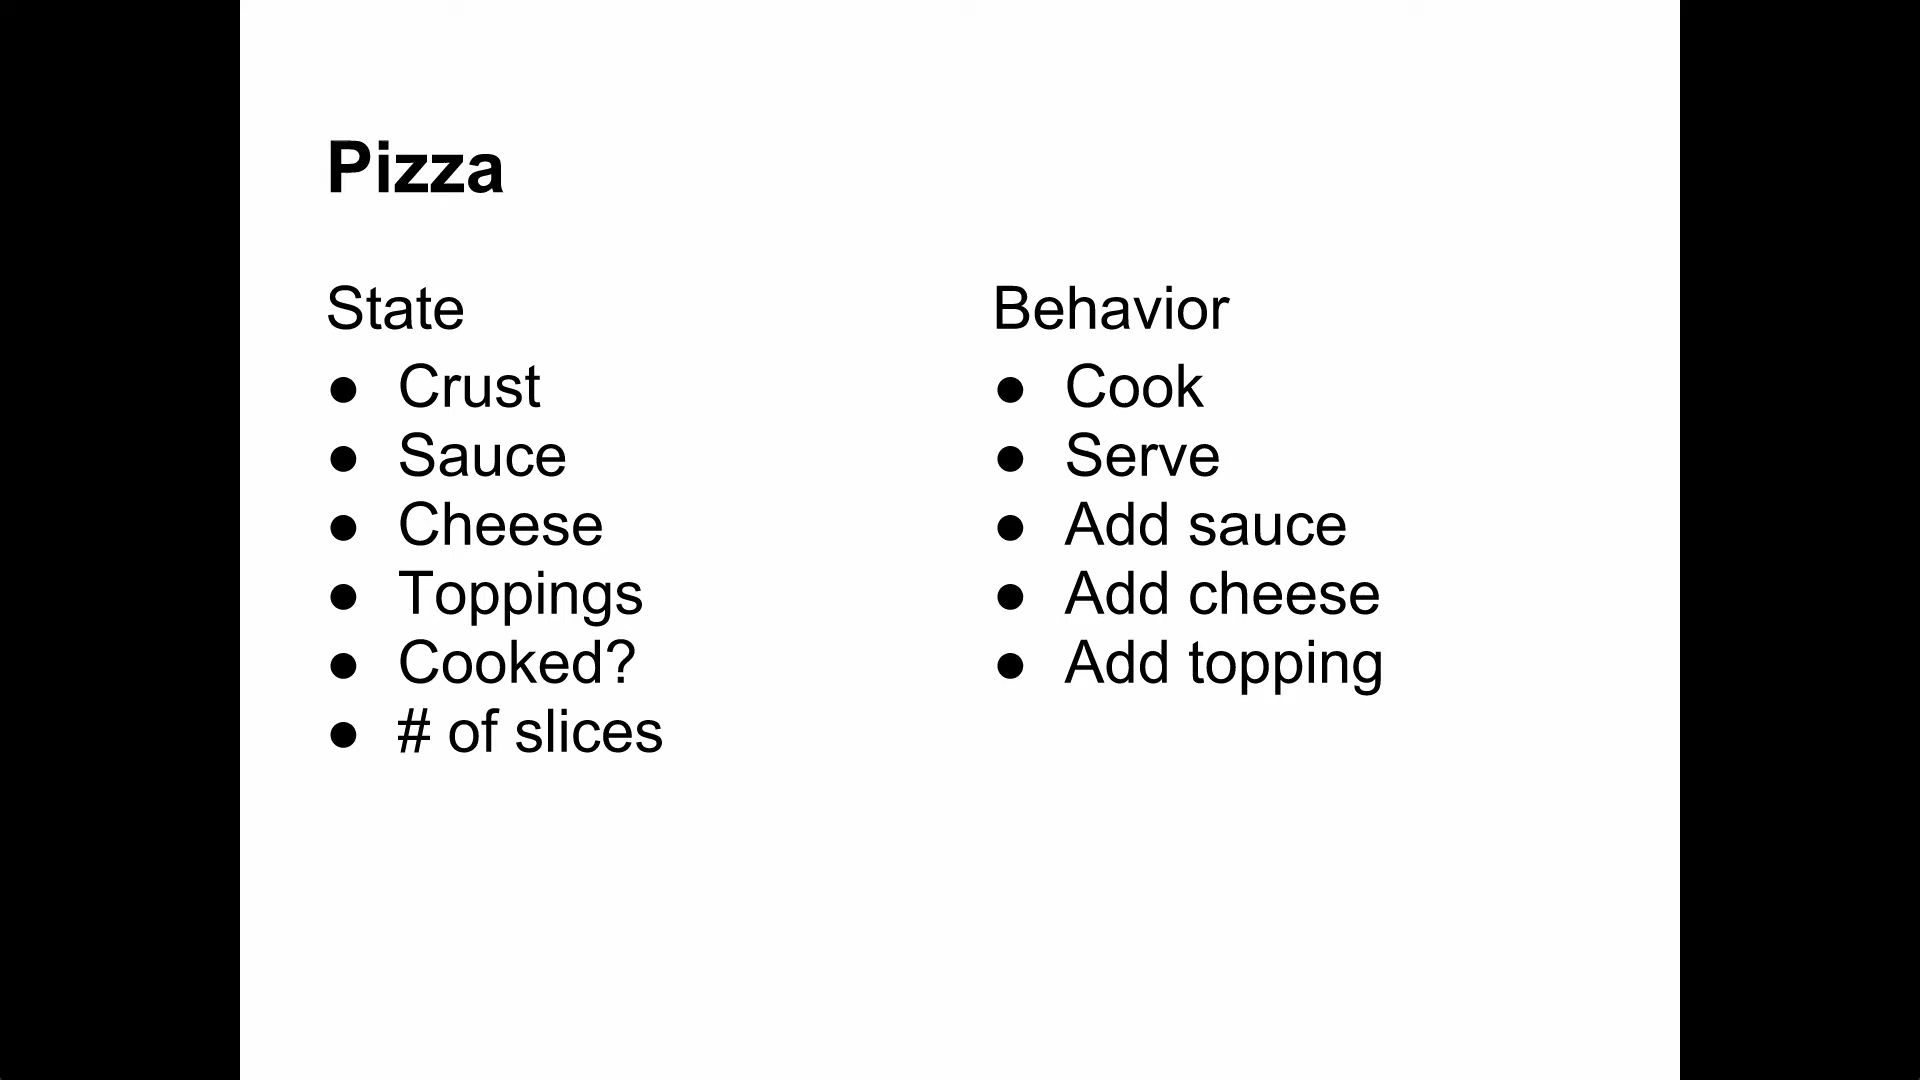 Pizza
State
● Crust
● Sauce
● Cheese
● Toppings
● Cooked?
● # of slices
Behavior
● Cook
● Serve
● Add sauce
● Add cheese
● Add topping